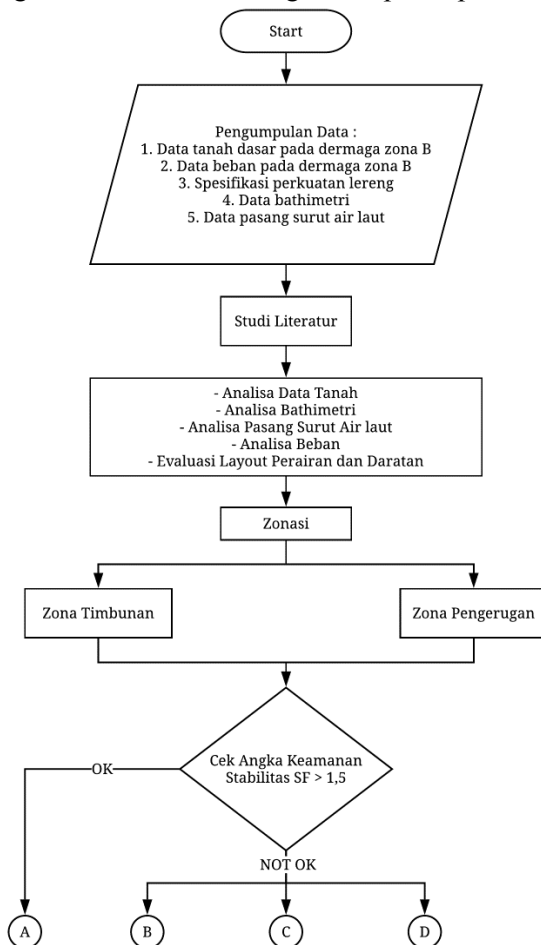 Start
Pengumpulan Data :
1. Data tanah dasar pada dermaga zona B
2. Data beban pada dermaga zona B
3. Spesifikasi perkuatan lereng
4. Data bathimetri
5. Data pasang surut air laut
Studi Literatur
- Analisa Data Tanah
- Analisa Bathimetri
- Analisa Pasang Surut Air laut
- Analisa Beban
- Evaluasi Layout Perairan dan Daratan
Zonasi
Zona Timbunan
Zona Pengerugan
Cek Angka Keamanan
Stabilitas SF > 1,5
OK
NOT OK
A
B
C
D